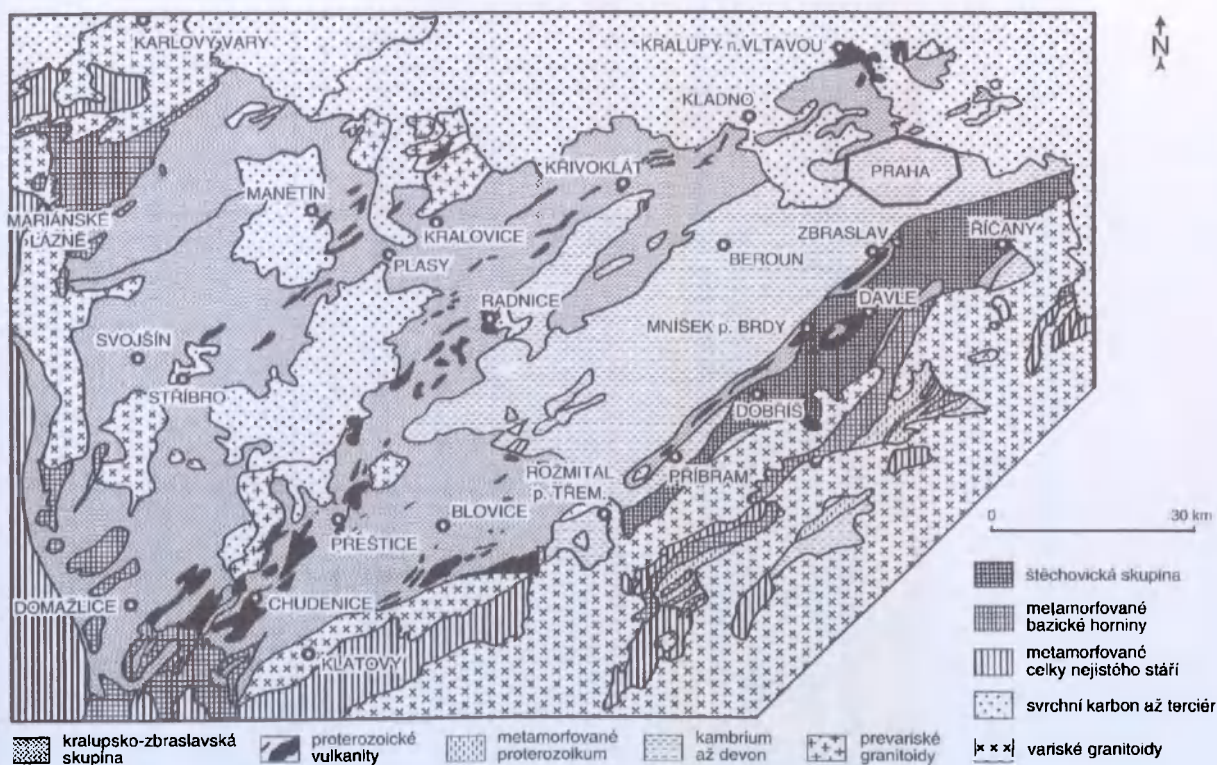 KARLOVY VARY
KRALUPY n. VLTAVOU
N
KLADNO
KŘIVOKLÁT
PRAHA
MANĚTÍN
MARIÁNSKÉ
LÁZNĚ
KRALOVICE
ZBRASLAV
ŘÍČANY
PLASY
BEROUN
RADNICE
DAVLE
MNÍŠEK p. BRDY
SVOJŠÍN
STŘÍBRO
DOBŘÍŠ
ROŽMITÁL
p. TŘEM.
PŘÍBRAM
BLOVICE
PŘEŠTICE
0 30 km
DOMAŽLICE
CHUDENICE
KLATOVY
štěchovická skupina
metamorfované
bazické horniny
metamorfované
celky nejistého stáří
svrchní karbon až terciér
kralupsko-zbraslavská
skupina
proterozoické
vulkanity
metamorfované
proterozoikum
kambrium
až devon
prevariské
granitoidy
variské granitoidy